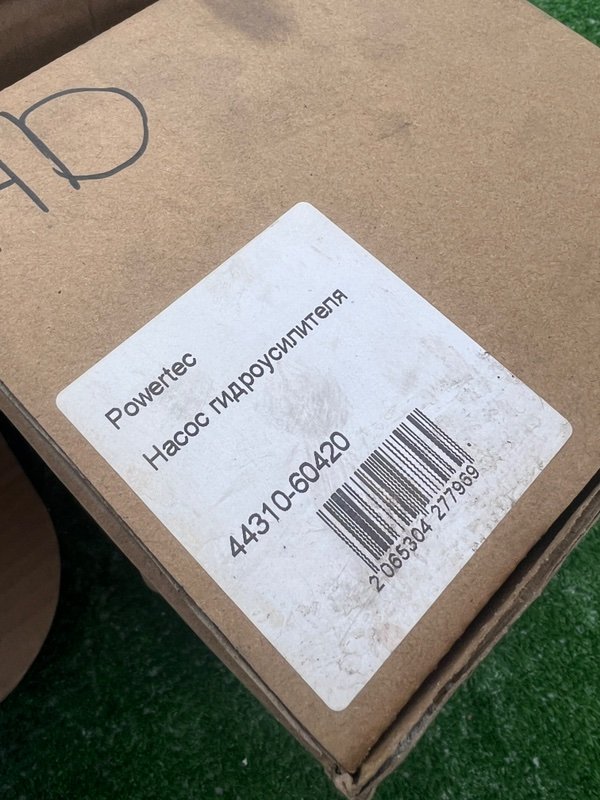 Powertec
Насос гидроусилителя
44310-60420
2 065304 277969